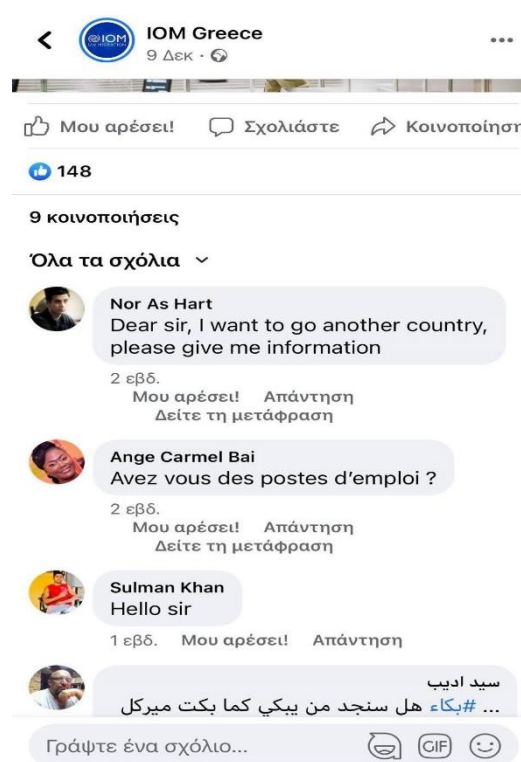 IOM
IOM Greece
9 Δεκ
Μου αρέσει! Σχολιάστε Κοινοποίηση
148
9 κοινοποιήσεις
Όλα τα σχόλια
Nor As Hart
Dear sir, I want to go another country,
please give me information
2 εβδ.
Μου αρέσει! Απάντηση
Δείτε τη μετάφραση
Ange Carmel Bai
Avez vous des postes d'emploi ?
2 εβδ.
Μου αρέσει! Απάντηση
Δείτε τη μετάφραση
Sulman Khan
Hello sir
1 εβδ. Μου αρέσει! Απάντηση
سيد اديب
#بكاء هل سنجد من يبكي كما بكت ميركل ...
Γράψτε ένα σχόλιο...
GIF